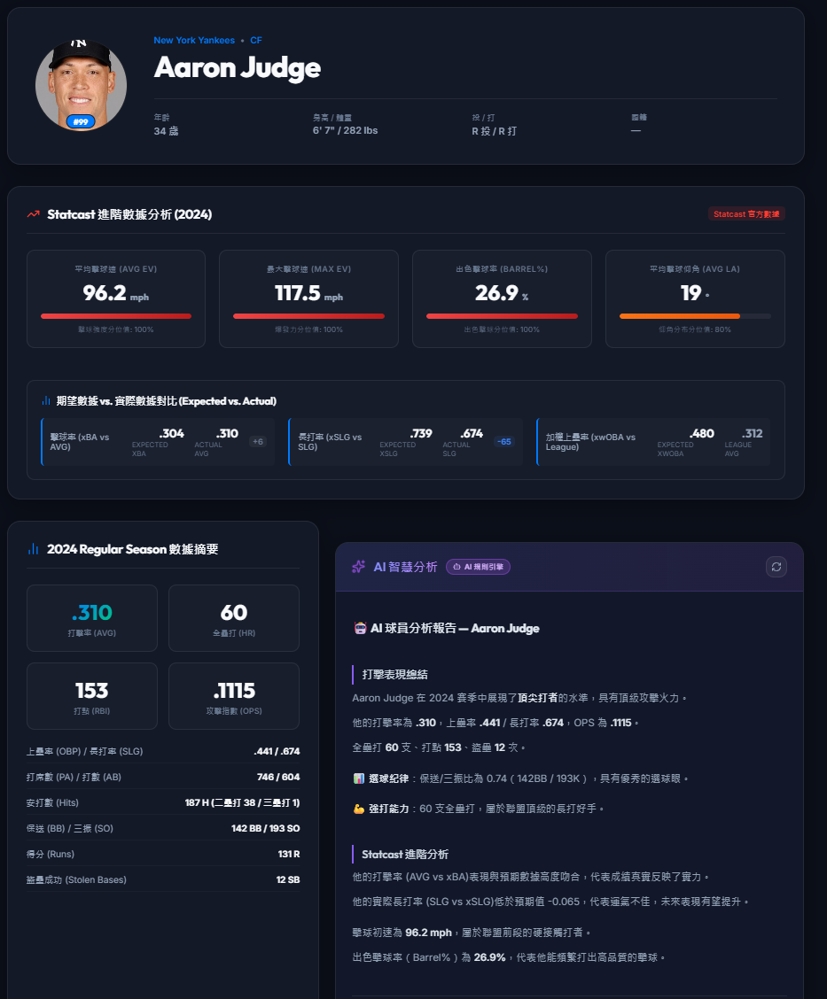 New York Yankees • CF
Aaron Judge
#99
年齡
34 歲
身高 / 體重
6' 7" / 282 lbs
投 / 打
R 投 / R 打
國籍
—
Statcast 進階數據分析 (2024)
Statcast 官方數據
平均擊球速 (AVG EV)
96.2 mph
擊球強度分位價: 100%
最大擊球速 (MAX EV)
117.5 mph
爆發力分位價: 100%
出色擊球率 (BARREL%)
26.9 %
出色擊球分位價: 100%
平均擊球仰角 (AVG LA)
19 °
仰角分布分位價: 80%
期望數據 vs. 實際數據對比 (Expected vs. Actual)
擊球率 (xBA vs AVG)
.304
EXPECTED XBA
.310
ACTUAL AVG
+6
長打率 (xSLG vs SLG)
.739
EXPECTED XSLG
.674
ACTUAL SLG
-65
加權上壘率 (xwOBA vs League)
.480
EXPECTED XWOBA
.312
LEAGUE AVG
2024 Regular Season 數據摘要
.310
打擊率 (AVG)
60
全壘打 (HR)
153
打點 (RBI)
.1115
攻擊指數 (OPS)
上壘率 (OBP) / 長打率 (SLG) .441 / .674
打席數 (PA) / 打數 (AB) 746 / 604
安打數 (Hits) 187 H (二壘打 38 / 三壘打 1)
保送 (BB) / 三振 (SO) 142 BB / 193 SO
得分 (Runs) 131 R
盜壘成功 (Stolen Bases) 12 SB
AI 智慧分析
AI 規則引擎
AI 球員分析報告 — Aaron Judge
打擊表現總結
Aaron Judge 在 2024 賽季中展現了頂尖打者的水準，具有頂級攻擊火力。
他的打擊率為 .310，上壘率 .441 / 長打率 .674，OPS 為 .1115。
全壘打 60 支、打點 153、盜壘 12 次。
選球紀律：保送/三振比為 0.74（142BB / 193K），具有優秀的選球眼。
強打能力：60 支全壘打，屬於聯盟頂級的長打好手。
Statcast 進階分析
他的打擊率 (AVG vs xBA)表現與預期數據高度吻合，代表成績真實反映了實力。
他的實際長打率 (SLG vs xSLG)低於預期值 -0.065，代表運氣不佳，未來表現有望提升。
擊球初速為 96.2 mph，屬於聯盟前段的硬接觸打者。
出色擊球率（Barrel%）為 26.9%，代表他能頻繁打出高品質的擊球。